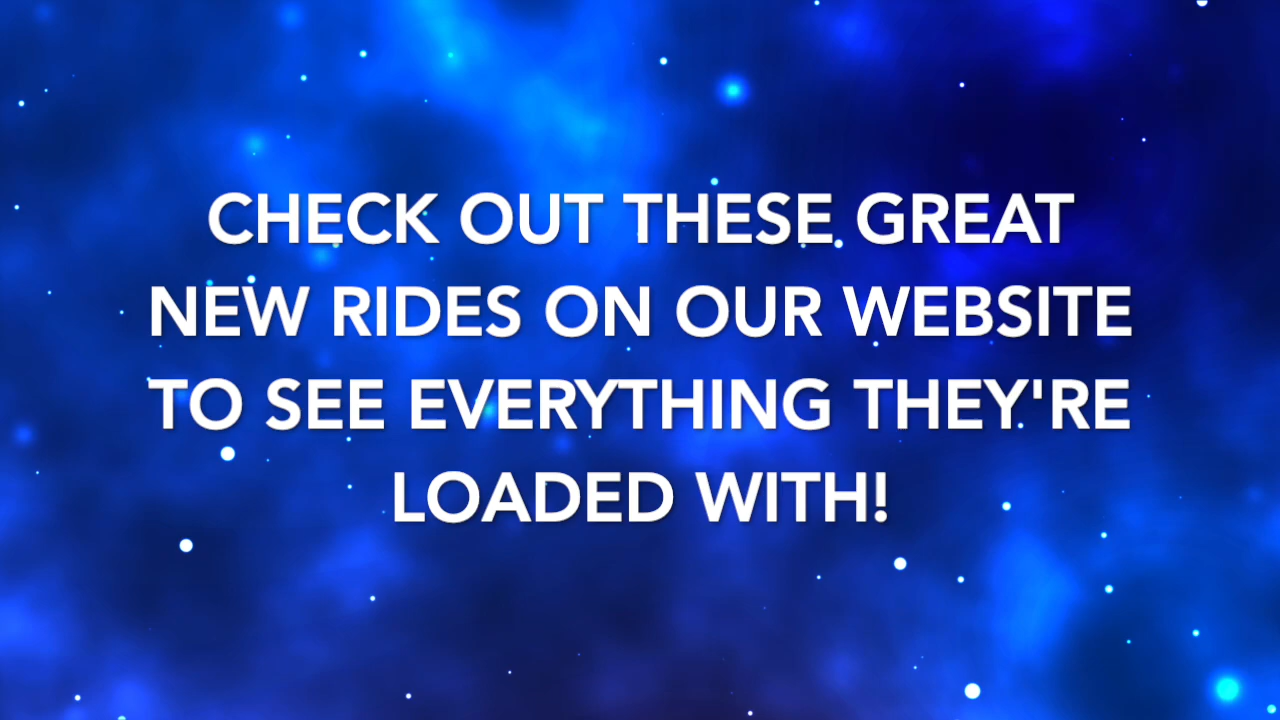 CHECK OUT THESE GREAT
NEW RIDES ON OUR WEBSITE
TO SEE EVERYTHING THEY'RE
LOADED WITH!